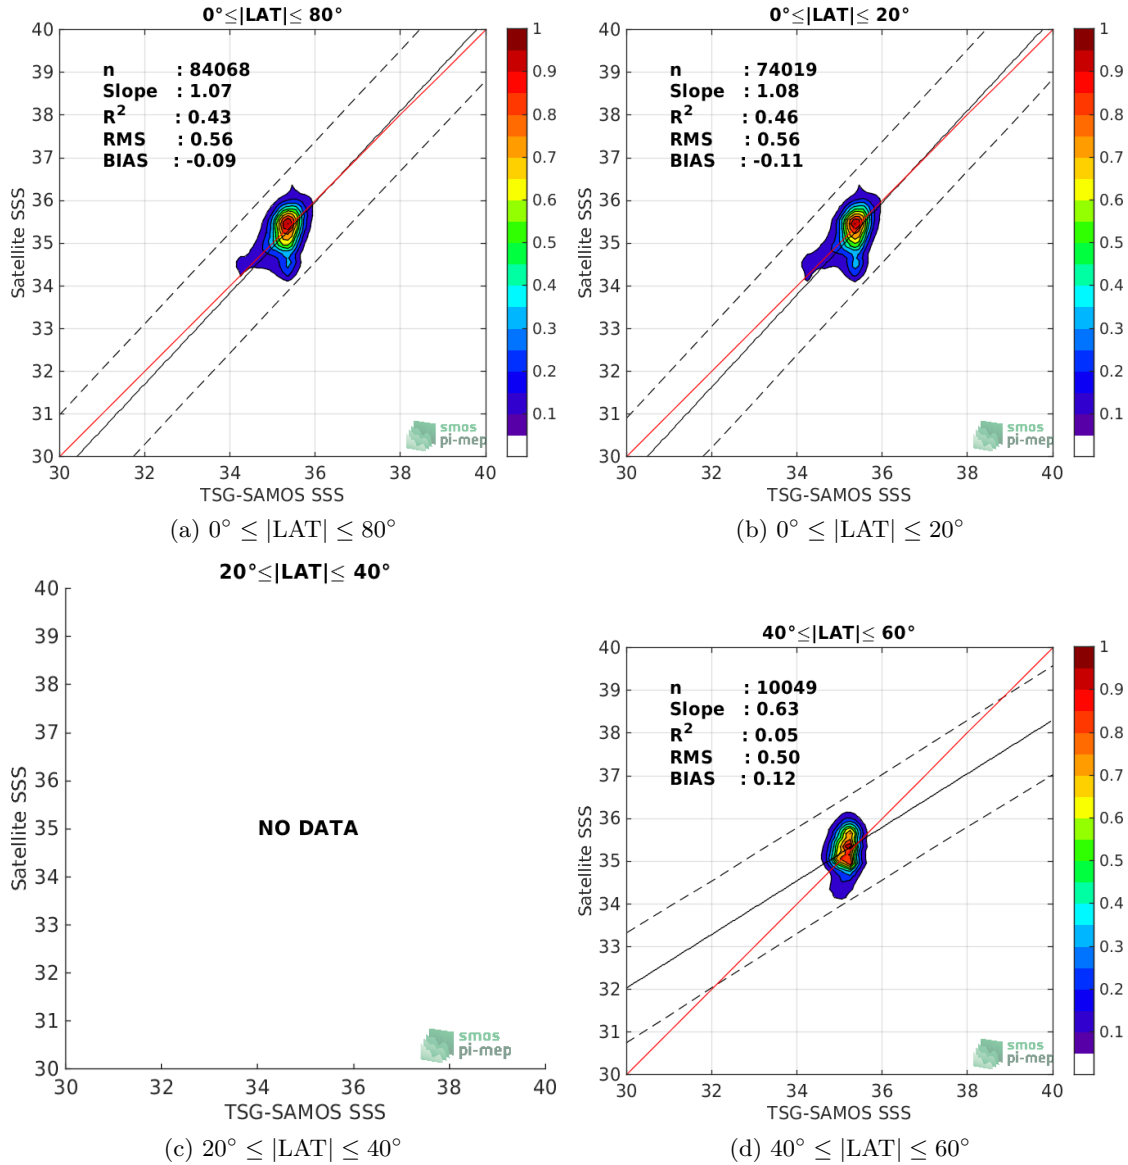 0°≤|LAT|≤ 80°
n : 84068
Slope : 1.07
R² : 0.43
RMS : 0.56
BIAS : -0.09
40
39
38
37
36
35
34
33
32
31
30
Satellite SSS
30 32 34 36 38 40
TSG-SAMOS SSS
1
0.9
0.8
0.7
0.6
0.5
0.4
0.3
0.2
0.1
smos
pi-mep
(a) 0° ≤ |LAT| ≤ 80°
0°≤|LAT|≤ 20°
n : 74019
Slope : 1.08
R² : 0.46
RMS : 0.56
BIAS : -0.11
40
39
38
37
36
35
34
33
32
31
30
Satellite SSS
30 32 34 36 38 40
TSG-SAMOS SSS
1
0.9
0.8
0.7
0.6
0.5
0.4
0.3
0.2
0.1
smos
pi-mep
(b) 0° ≤ |LAT| ≤ 20°
20°≤|LAT|≤ 40°
40
39
38
37
36
35
34
33
32
31
30
Satellite SSS
NO DATA
30 32 34 36 38 40
TSG-SAMOS SSS
smos
pi-mep
(c) 20° ≤ |LAT| ≤ 40°
40°≤|LAT|≤ 60°
n : 10049
Slope : 0.63
R² : 0.05
RMS : 0.50
BIAS : 0.12
40
39
38
37
36
35
34
33
32
31
30
Satellite SSS
30 32 34 36 38 40
TSG-SAMOS SSS
1
0.9
0.8
0.7
0.6
0.5
0.4
0.3
0.2
0.1
smos
pi-mep
(d) 40° ≤ |LAT| ≤ 60°